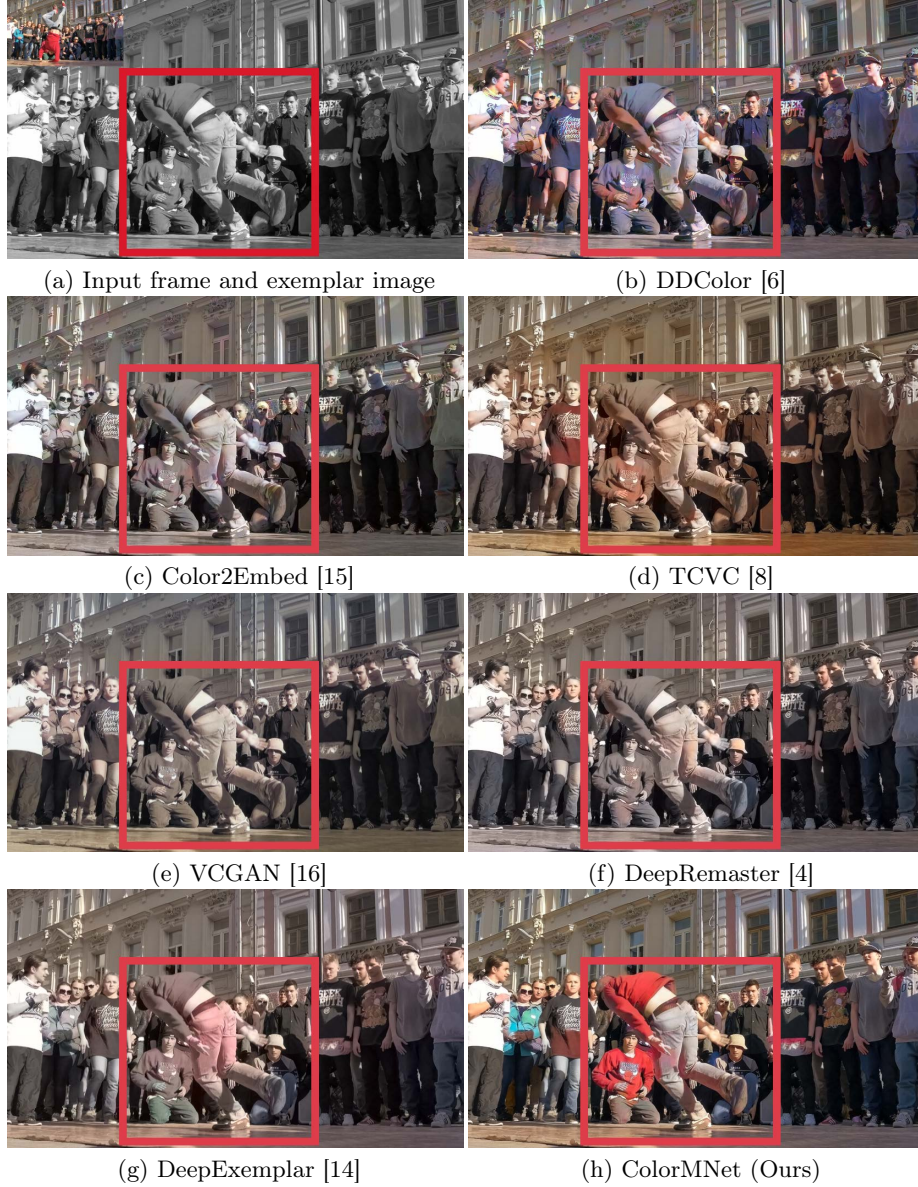 (a) Input frame and exemplar image
(b) DDColor [6]
(c) Color2Embed [15]
(d) TCVC [8]
(e) VCGAN [16]
(f) DeepRemaster [4]
(g) DeepExemplar [14]
(h) ColorMNet (Ours)